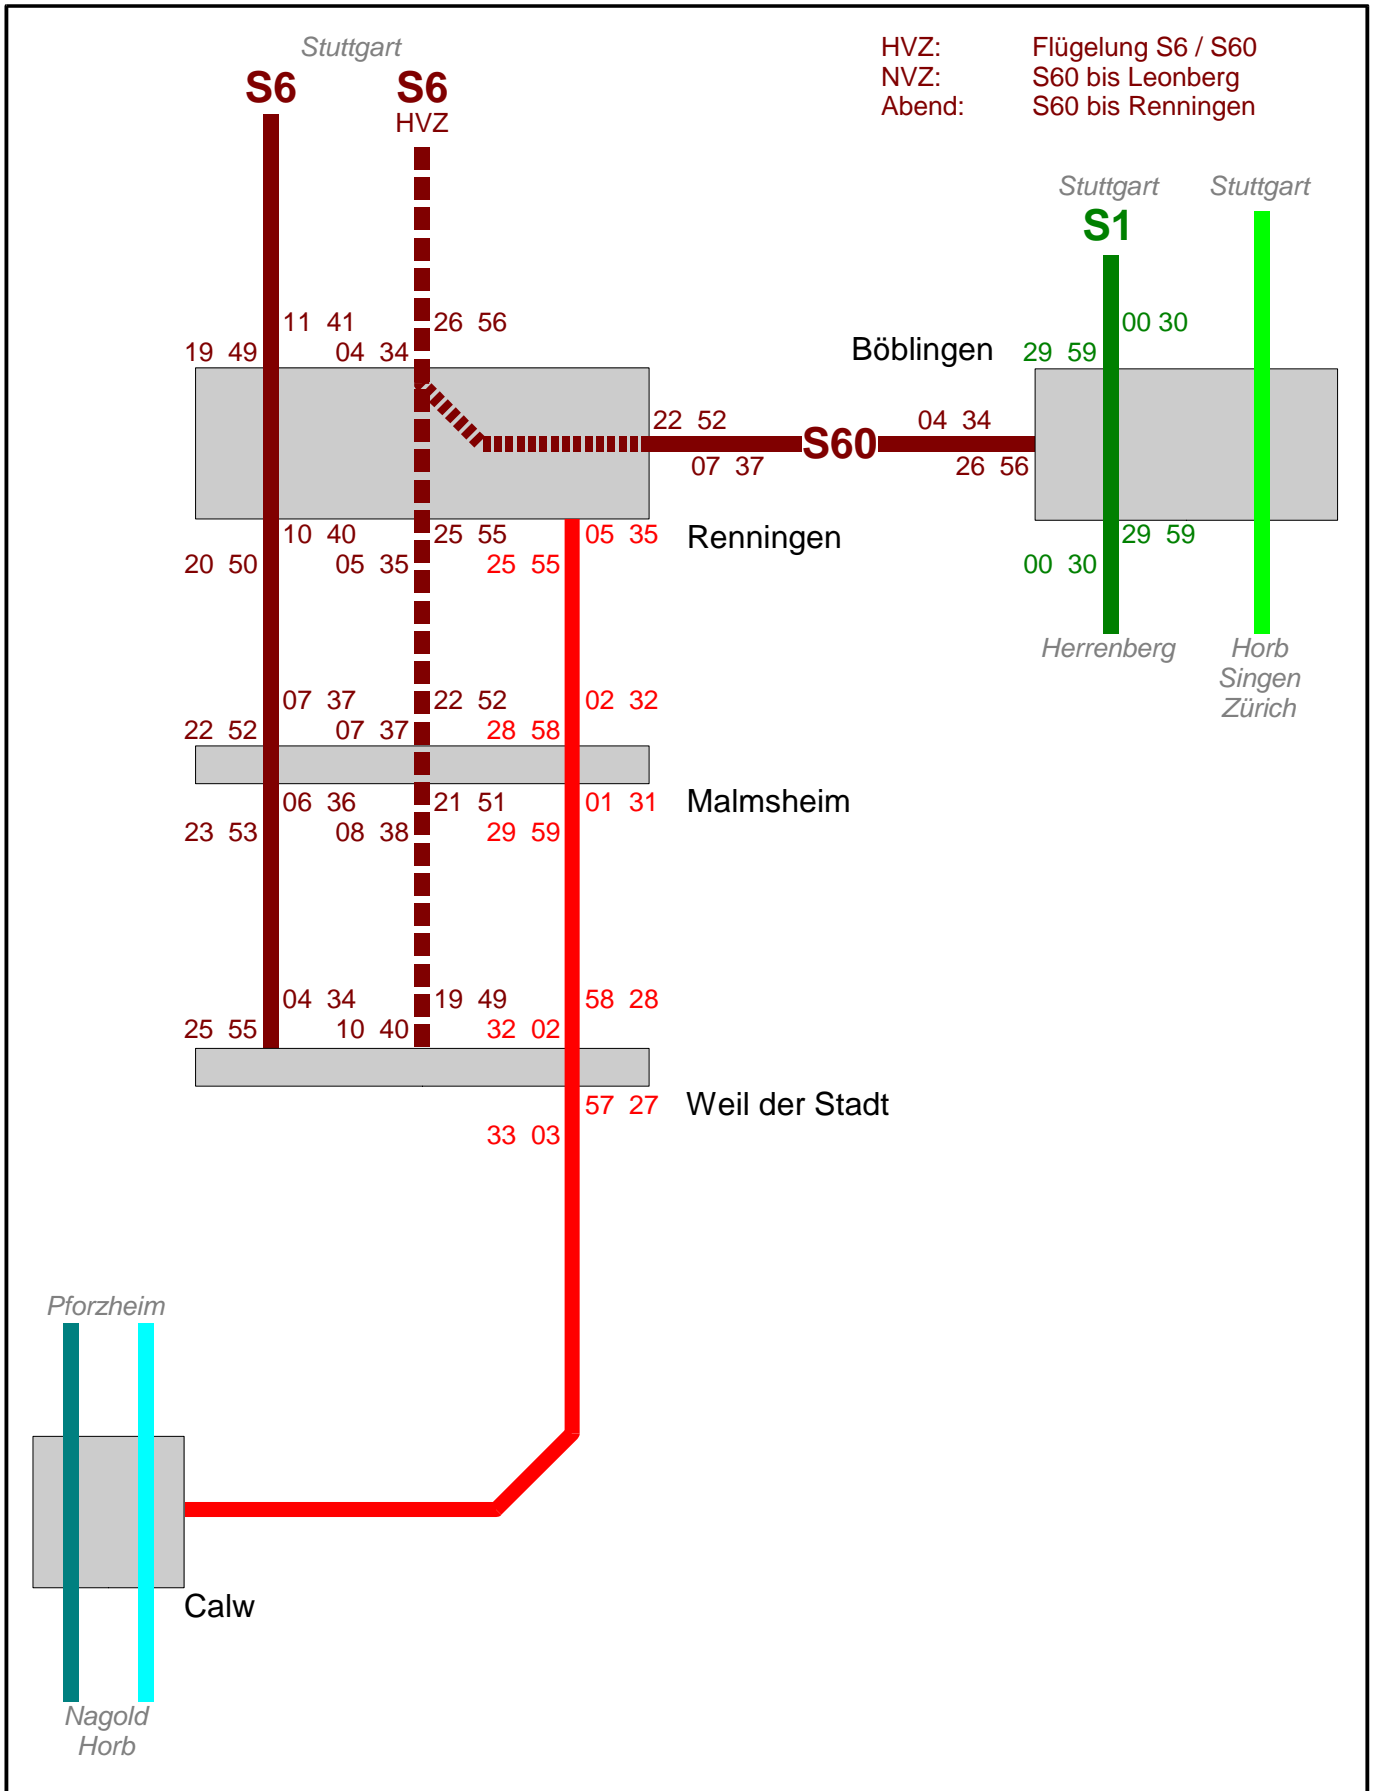 Stuttgart
S6 S6
HVZ
HVZ: Flügelung S6 / S60
NVZ: S60 bis Leonberg
Abend: S60 bis Renningen
Stuttgart Stuttgart
S1
11 41 26 56
19 49 04 34
00 30
Böblingen 29 59
22 52 S60 04 34
07 37 26 56
10 40 25 55 05 35
20 50 05 35 25 55
Renningen
29 59
00 30
Herrenberg
Horb
Singen
Zürich
07 37 22 52 02 32
22 52 07 37 28 58
06 36 21 51 01 31
23 53 08 38 29 59
Malmsheim
04 34 19 49 58 28
25 55 10 40 32 02
57 27 Weil der Stadt
33 03
Pforzheim
Calw
Nagold
Horb